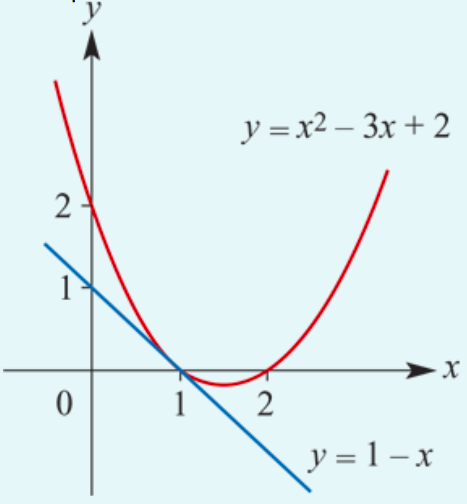 y
y = x² – 3x + 2
2
1
x
0
1
2
y = 1 – x